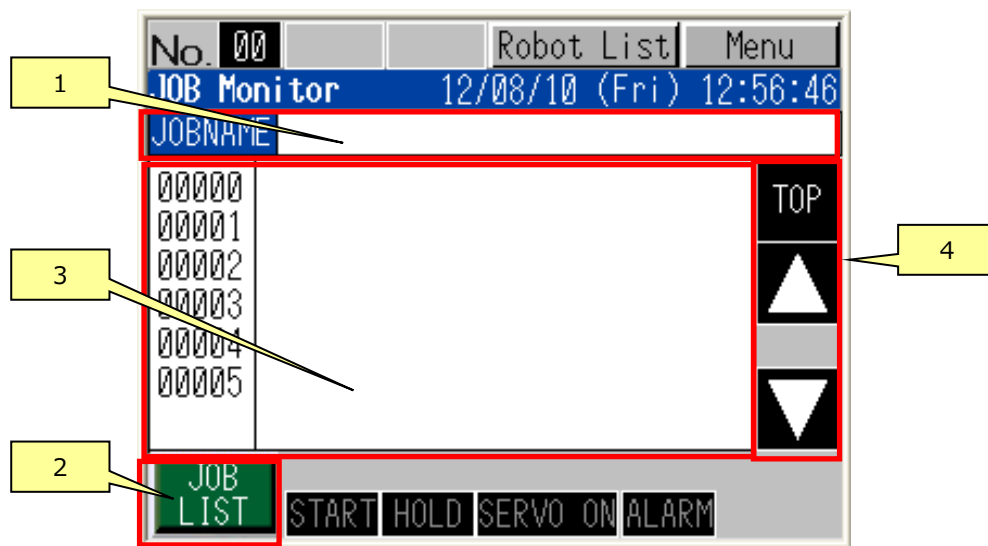 No. 00 Robot List Menu
JOB Monitor 12/08/10 (Fri) 12:56:46
1
JOBNAME
00000
TOP
00001
00002
4
3
00003
00004
00005
2
JOB
LIST
START HOLD SERVO ON ALARM